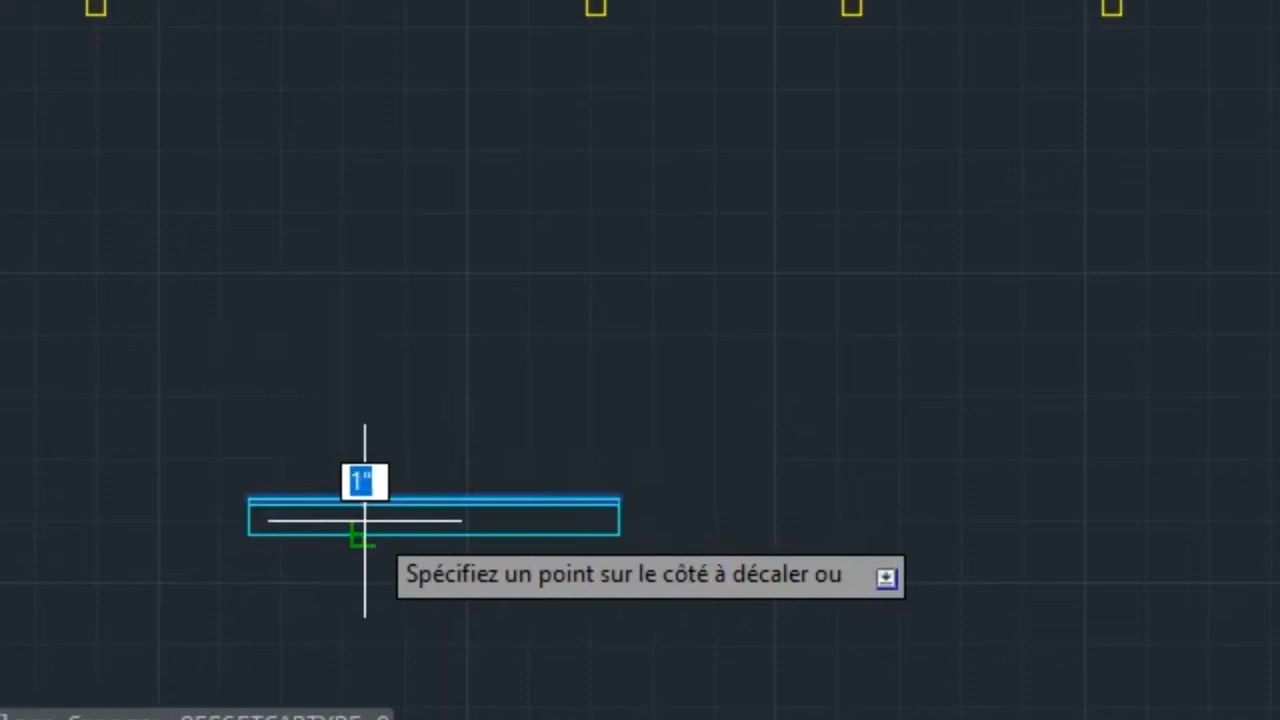 1"
Spécifiez un point sur le côté à décaler ou